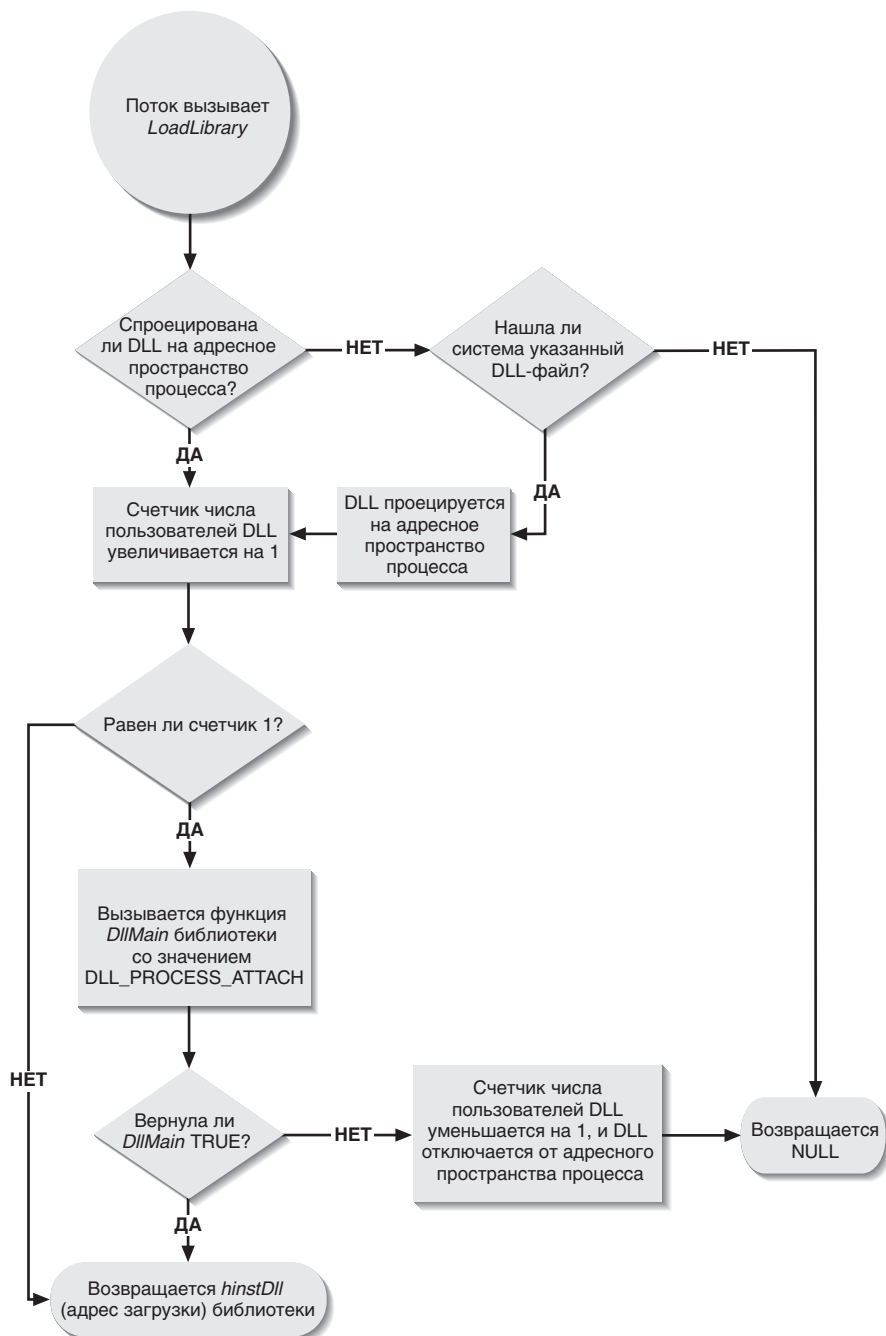 Поток вызывает
LoadLibrary
Спроецирована
ли DLL на адресное
пространство
процесса?
НЕТ
Нашла ли
система указанный
DLL-файл?
НЕТ
ДА
ДА
Счетчик числа
пользователей DLL
увеличивается на 1
DLL проецируется
на адресное
пространство
процесса
Равен ли счетчик 1?
ДА
Вызывается функция
DllMain библиотеки
со значением
DLL_PROCESS_ATTACH
НЕТ
Вернула ли
DllMain TRUE?
НЕТ
Счетчик числа
пользователей DLL
уменьшается на 1, и DLL
отключается от адресного
пространства процесса
Возвращается
NULL
ДА
Возвращается hinstDll
(адрес загрузки) библиотеки